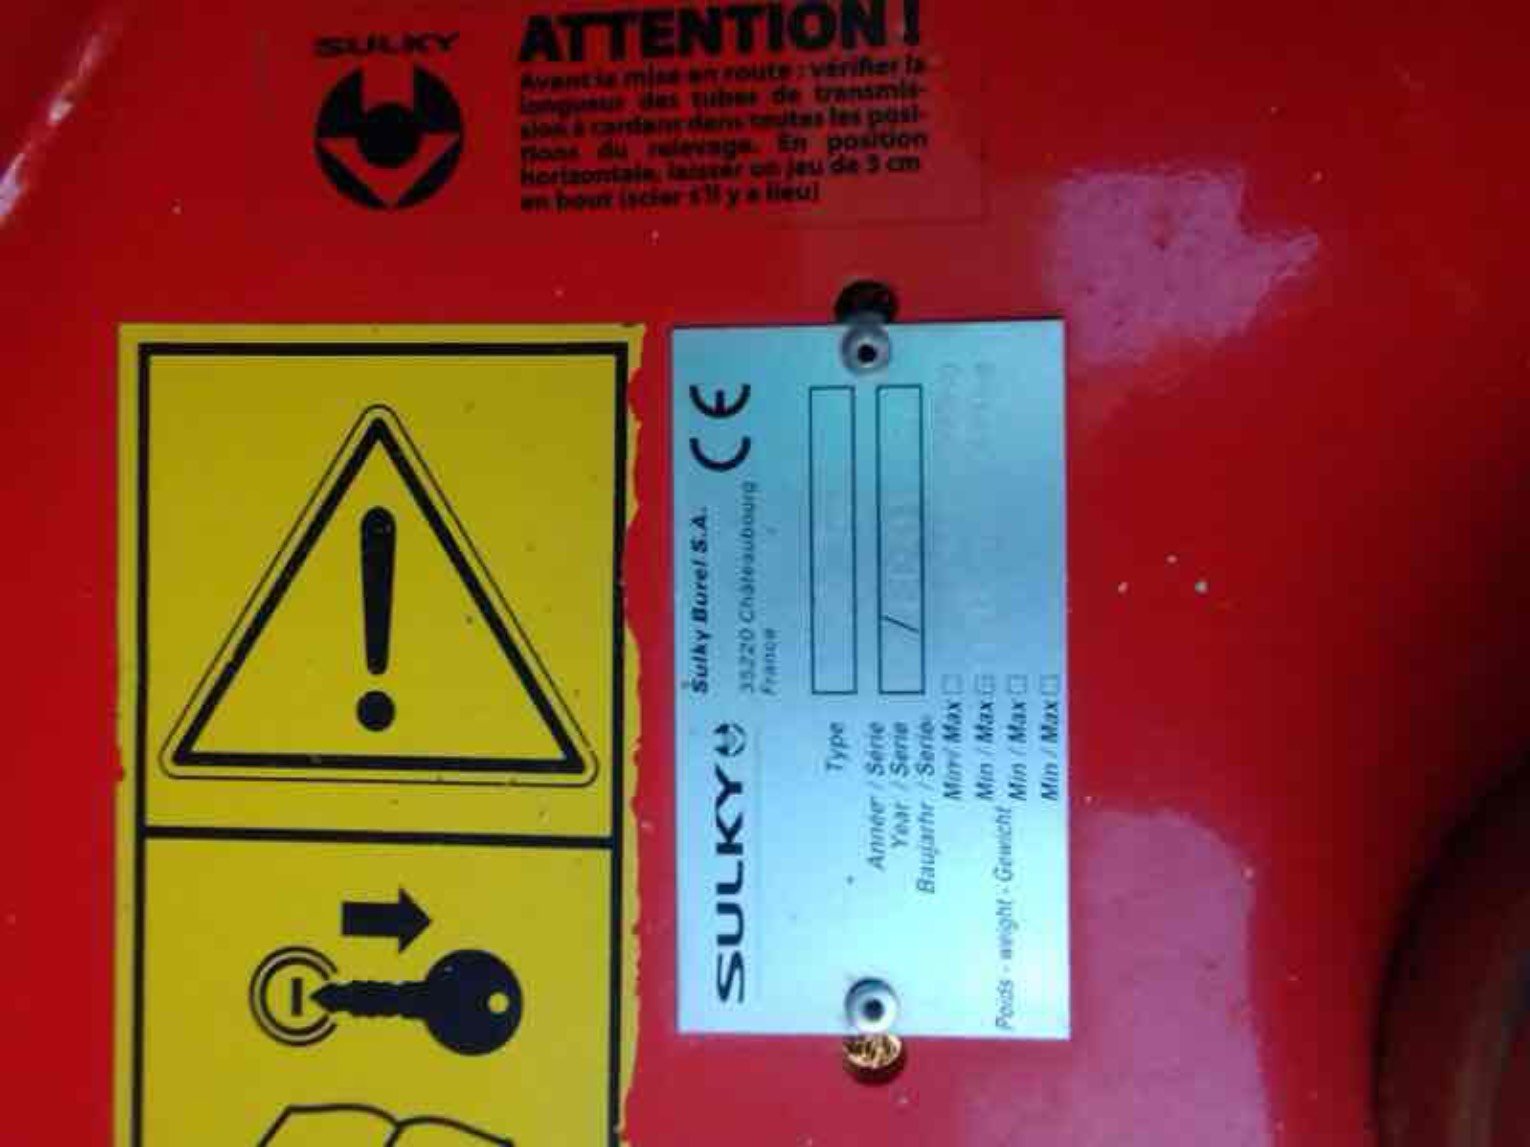 SULKY
ATTENTION !
Avant la mise en route : vérifier la
longueur des tubes de transmis-
sion à cardans dans toutes les posi-
tions du relevage. En position
horizontale, laisser un jeu de 3 cm
en bout (scier s'il y a lieu)
SULKY
Sulky Burel S.A.
35220 Châteaubourg
France
CE
Type
Année / Série
Year / Serie
Baujarhr / Serie
Min / Max
Min / Max
Poids - weight - Gewicht Min / Max
Min / Max